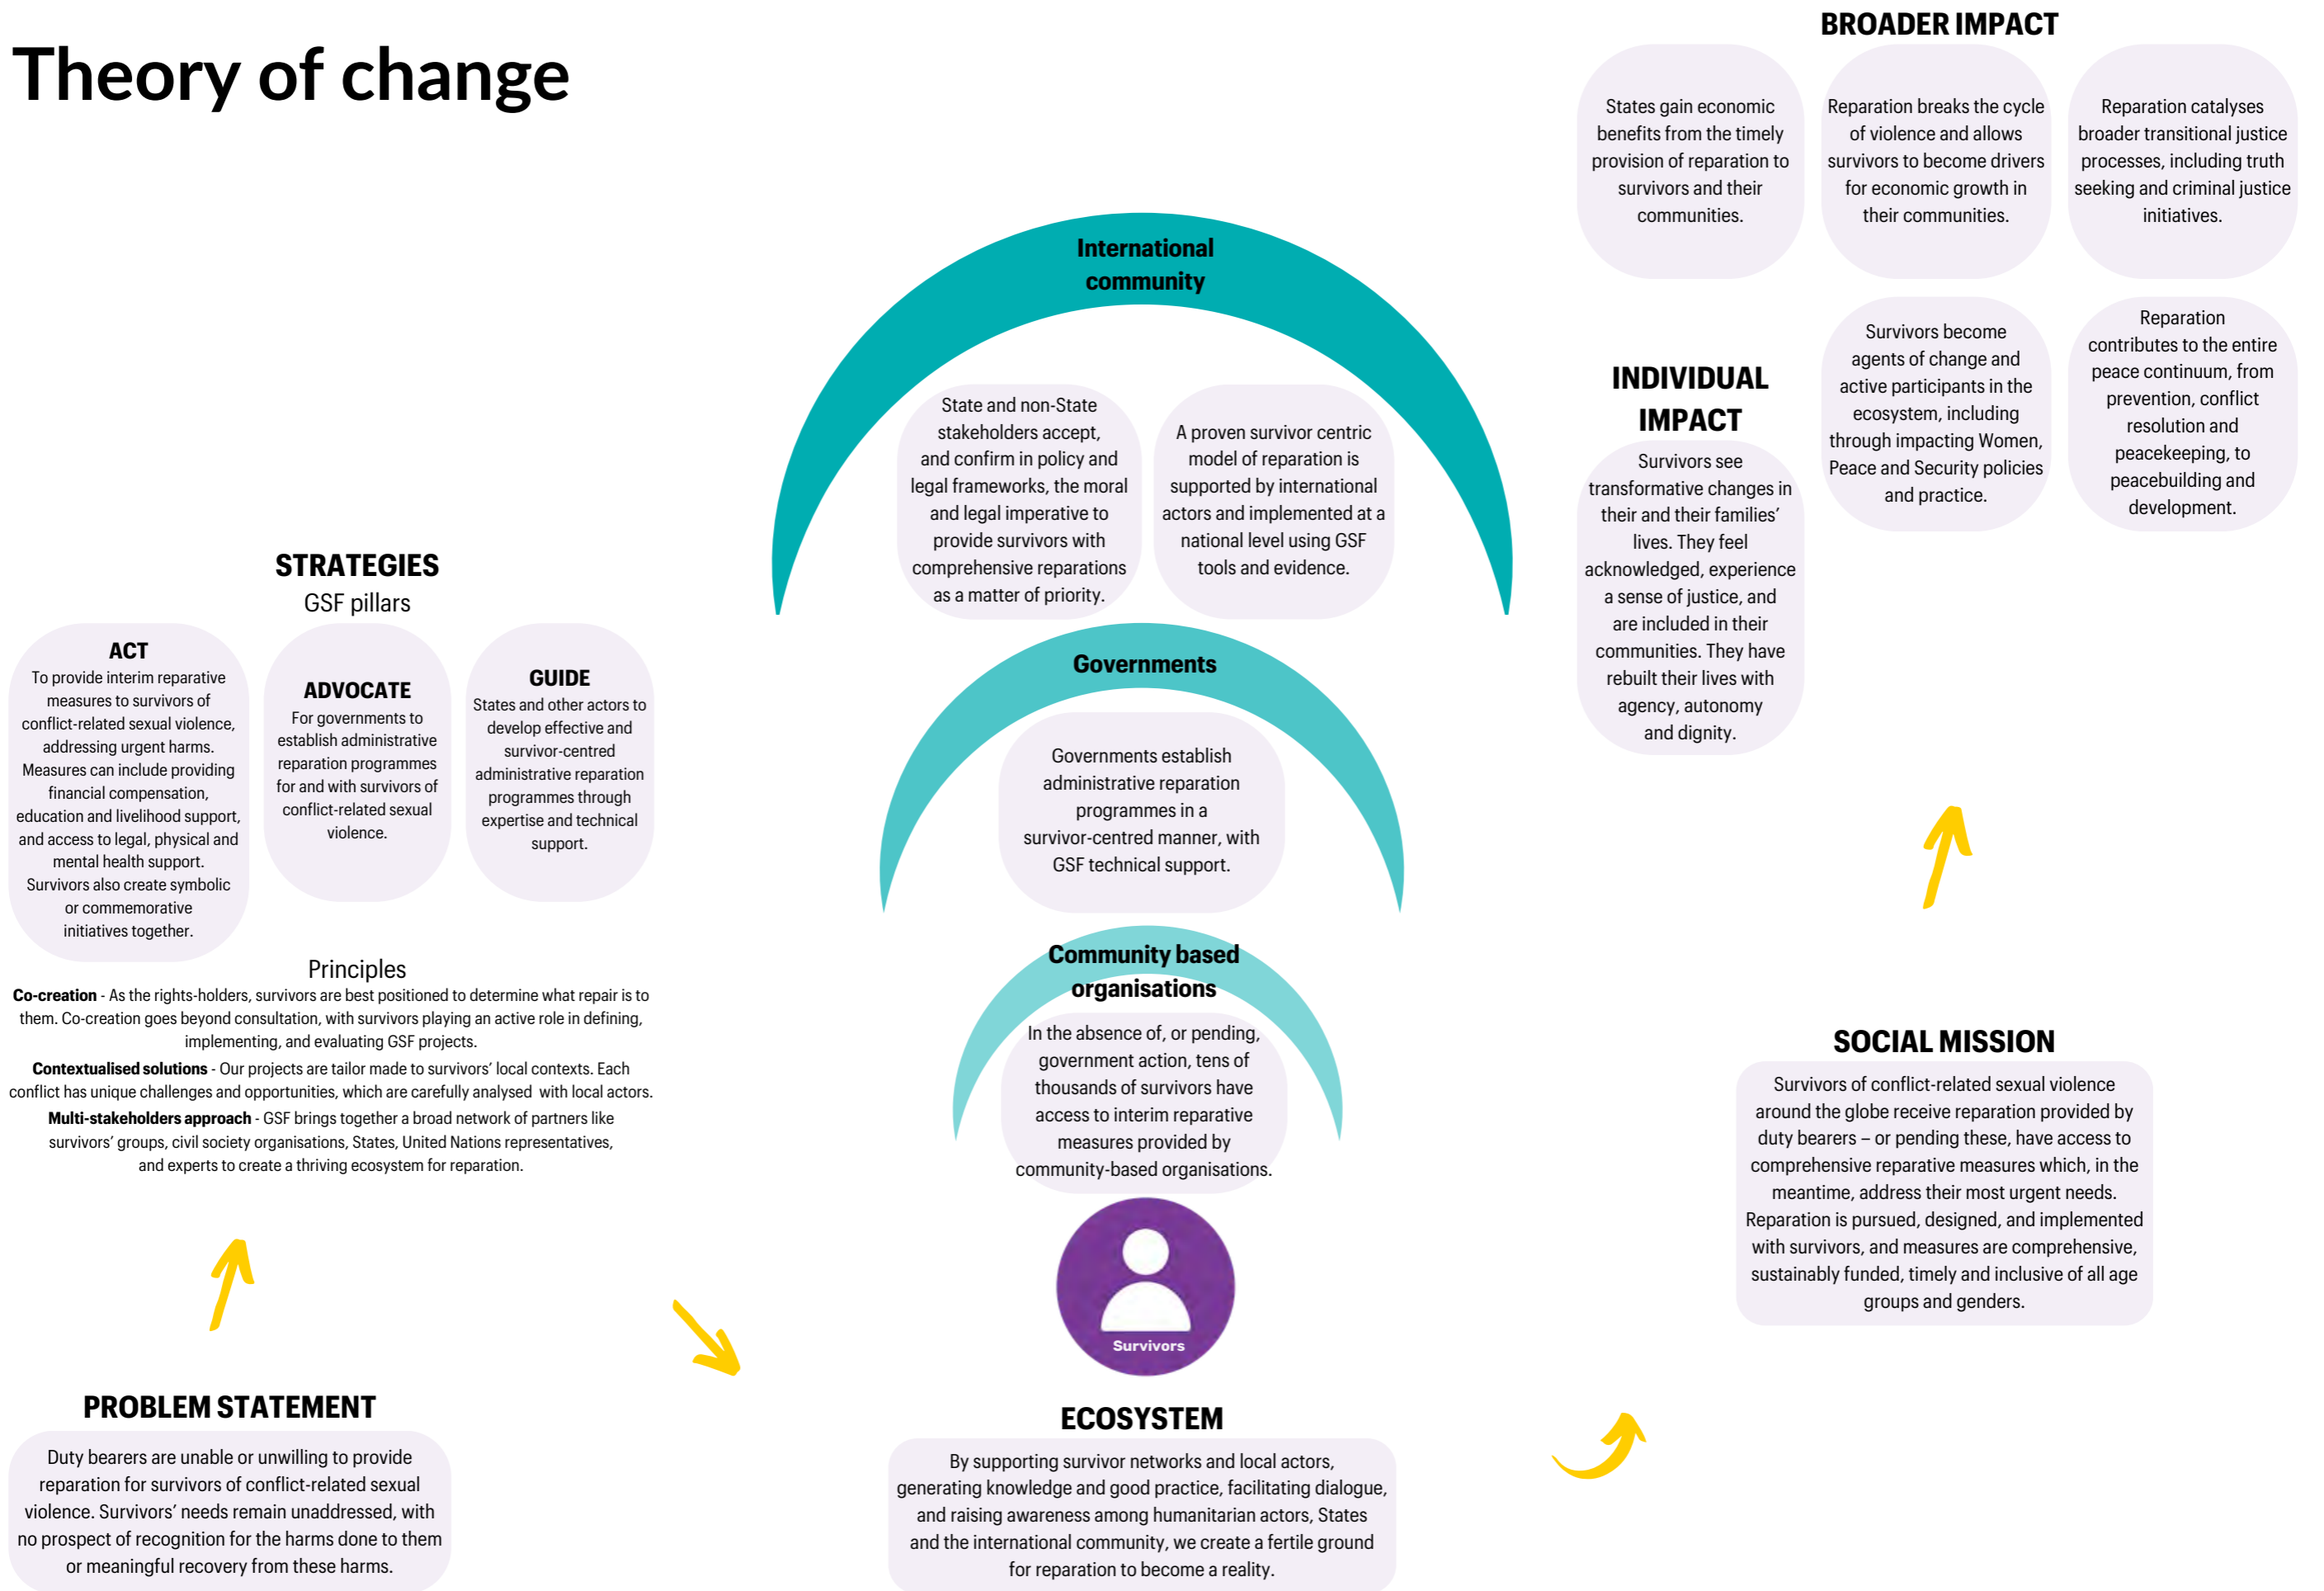 Theory of change
PROBLEM STATEMENT
Duty bearers are unable or unwilling to provide
reparation for survivors of conflict-related sexual
violence. Survivors' needs remain unaddressed, with
no prospect of recognition for the harms done to them
or meaningful recovery from these harms.
STRATEGIES
GSF pillars
ACT
To provide interim reparative
measures to survivors of
conflict-related sexual violence,
addressing urgent harms.
Measures can include providing
financial compensation,
education and livelihood support,
and access to legal, physical and
mental health support.
Survivors also create symbolic
or commemorative
initiatives together.
ADVOCATE
For governments to
establish administrative
reparation programmes
for and with survivors of
conflict-related sexual
violence.
GUIDE
States and other actors to
develop effective and
survivor-centred
administrative reparation
programmes through
expertise and technical
support.
Principles
Co-creation - As the rights-holders, survivors are best positioned to determine what repair is to
them. Co-creation goes beyond consultation, with survivors playing an active role in defining,
implementing, and evaluating GSF projects.
Contextualised solutions - Our projects are tailor made to survivors' local contexts. Each
conflict has unique challenges and opportunities, which are carefully analysed with local actors.
Multi-stakeholders approach - GSF brings together a broad network of partners like
survivors' groups, civil society organisations, States, United Nations representatives,
and experts to create a thriving ecosystem for reparation.
International
community
State and non-State
stakeholders accept,
and confirm in policy and
legal frameworks, the moral
and legal imperative to
provide survivors with
comprehensive reparations
as a matter of priority.
A proven survivor centric
model of reparation is
supported by international
actors and implemented at a
national level using GSF
tools and evidence.
Governments
Governments establish
administrative reparation
programmes in a
survivor-centred manner, with
GSF technical support.
Community based
organisations
In the absence of, or pending,
government action, tens of
thousands of survivors have
access to interim reparative
measures provided by
community-based organisations.
Survivors
ECOSYSTEM
By supporting survivor networks and local actors,
generating knowledge and good practice, facilitating dialogue,
and raising awareness among humanitarian actors, States
and the international community, we create a fertile ground
for reparation to become a reality.
SOCIAL MISSION
Survivors of conflict-related sexual violence
around the globe receive reparation provided by
duty bearers – or pending these, have access to
comprehensive reparative measures which, in the
meantime, address their most urgent needs.
Reparation is pursued, designed, and implemented
with survivors, and measures are comprehensive,
sustainably funded, timely and inclusive of all age
groups and genders.
INDIVIDUAL
IMPACT
Survivors see
transformative changes in
their and their families'
lives. They feel
acknowledged, experience
a sense of justice, and
are included in their
communities. They have
rebuilt their lives with
agency, autonomy
and dignity.
BROADER IMPACT
States gain economic
benefits from the timely
provision of reparation to
survivors and their
communities.
Reparation breaks the cycle
of violence and allows
survivors to become drivers
for economic growth in
their communities.
Reparation catalyses
broader transitional justice
processes, including truth
seeking and criminal justice
initiatives.
Survivors become
agents of change and
active participants in the
ecosystem, including
through impacting Women,
Peace and Security policies
and practice.
Reparation
contributes to the entire
peace continuum, from
prevention, conflict
resolution and
peacekeeping, to
peacebuilding and
development.